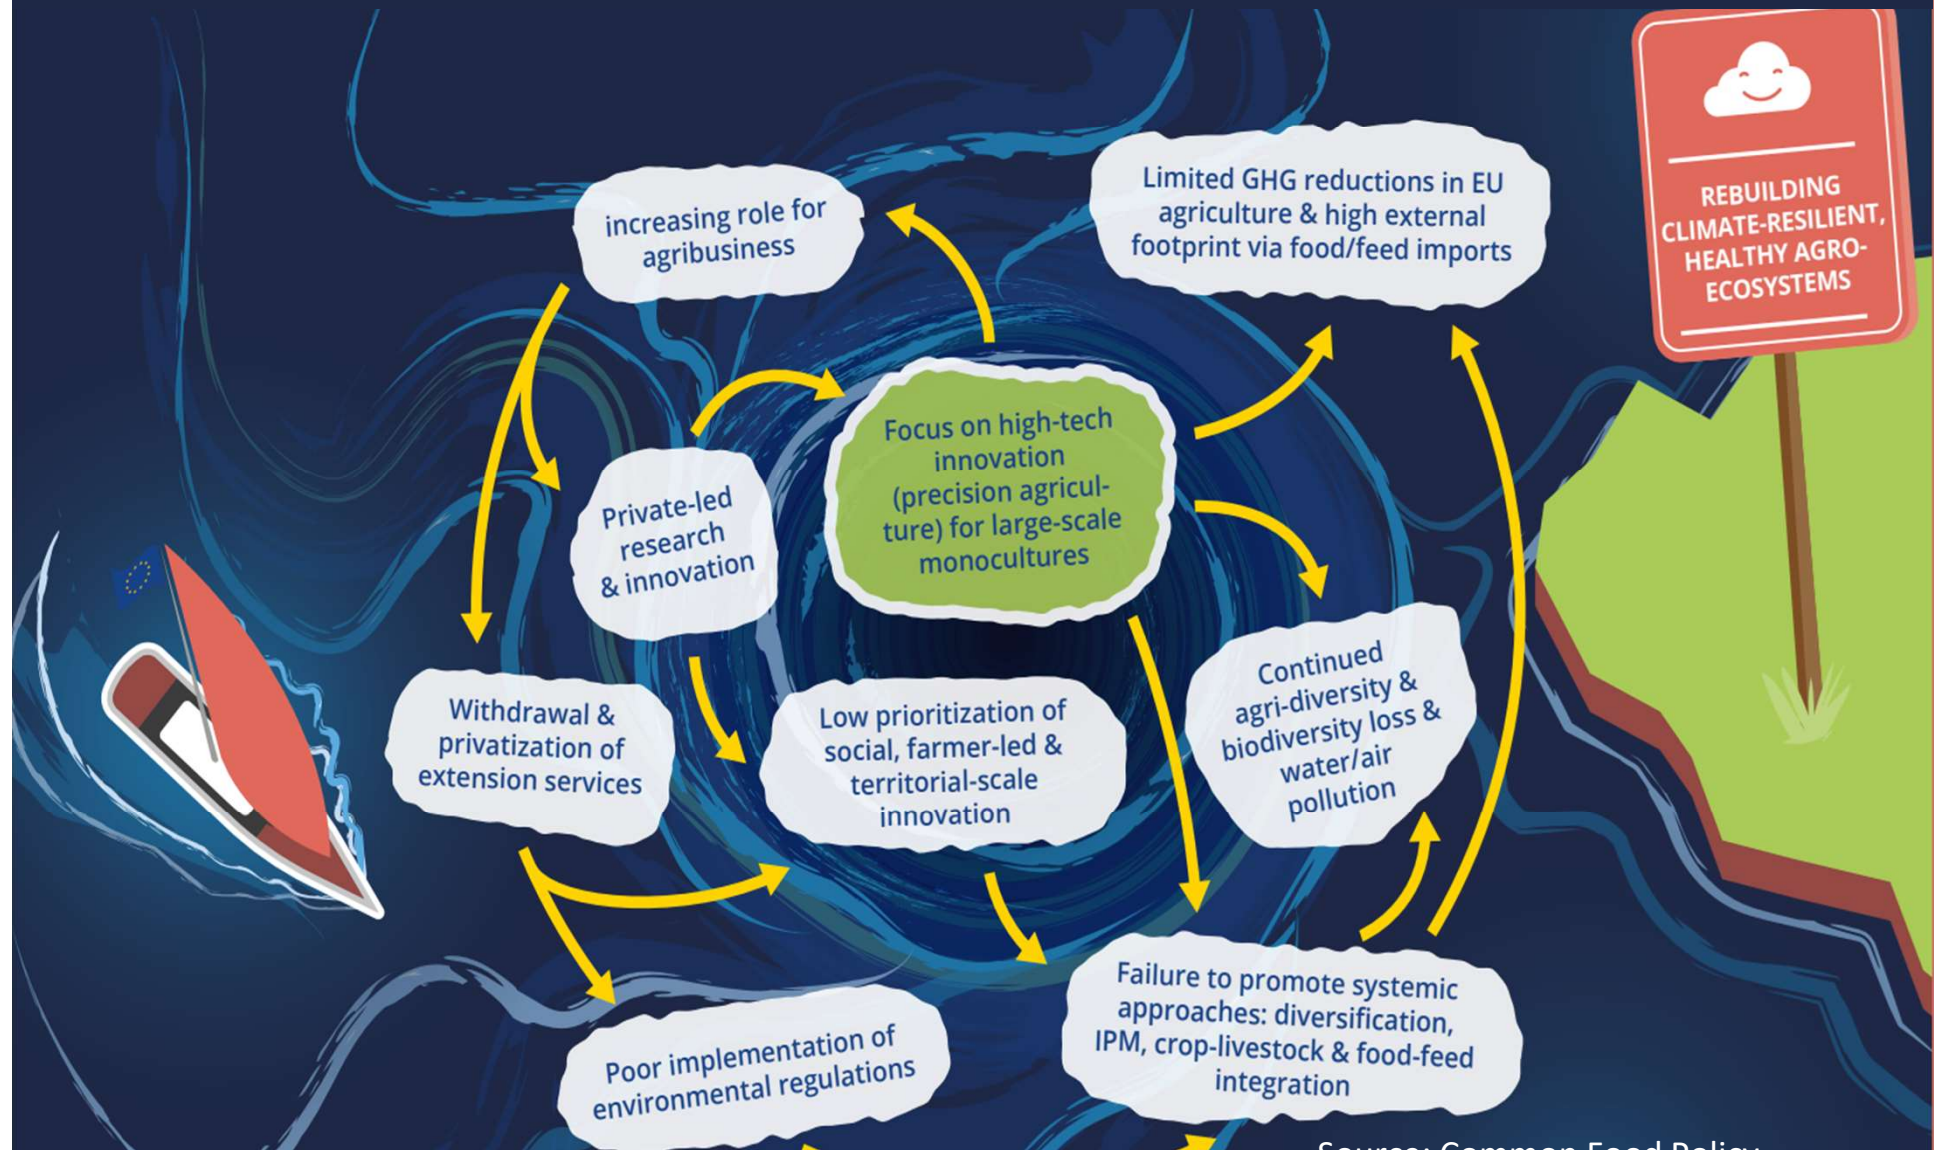 increasing role for
agribusiness
Limited GHG reductions in EU
agriculture & high external
footprint via food/feed imports
REBUILDING
CLIMATE-RESILIENT,
HEALTHY AGRO-
ECOSYSTEMS
Focus on high-tech
innovation
(precision agricul-
ture) for large-scale
monocultures
Private-led
research
& innovation
Continued
agri-diversity &
biodiversity loss &
water/air
pollution
Withdrawal &
privatization of
extension services
Low prioritization of
social, farmer-led &
territorial-scale
innovation
Failure to promote systemic
approaches: diversification,
IPM, crop-livestock & food-feed
integration
Poor implementation of
environmental regulations
Source: Common Food Policy